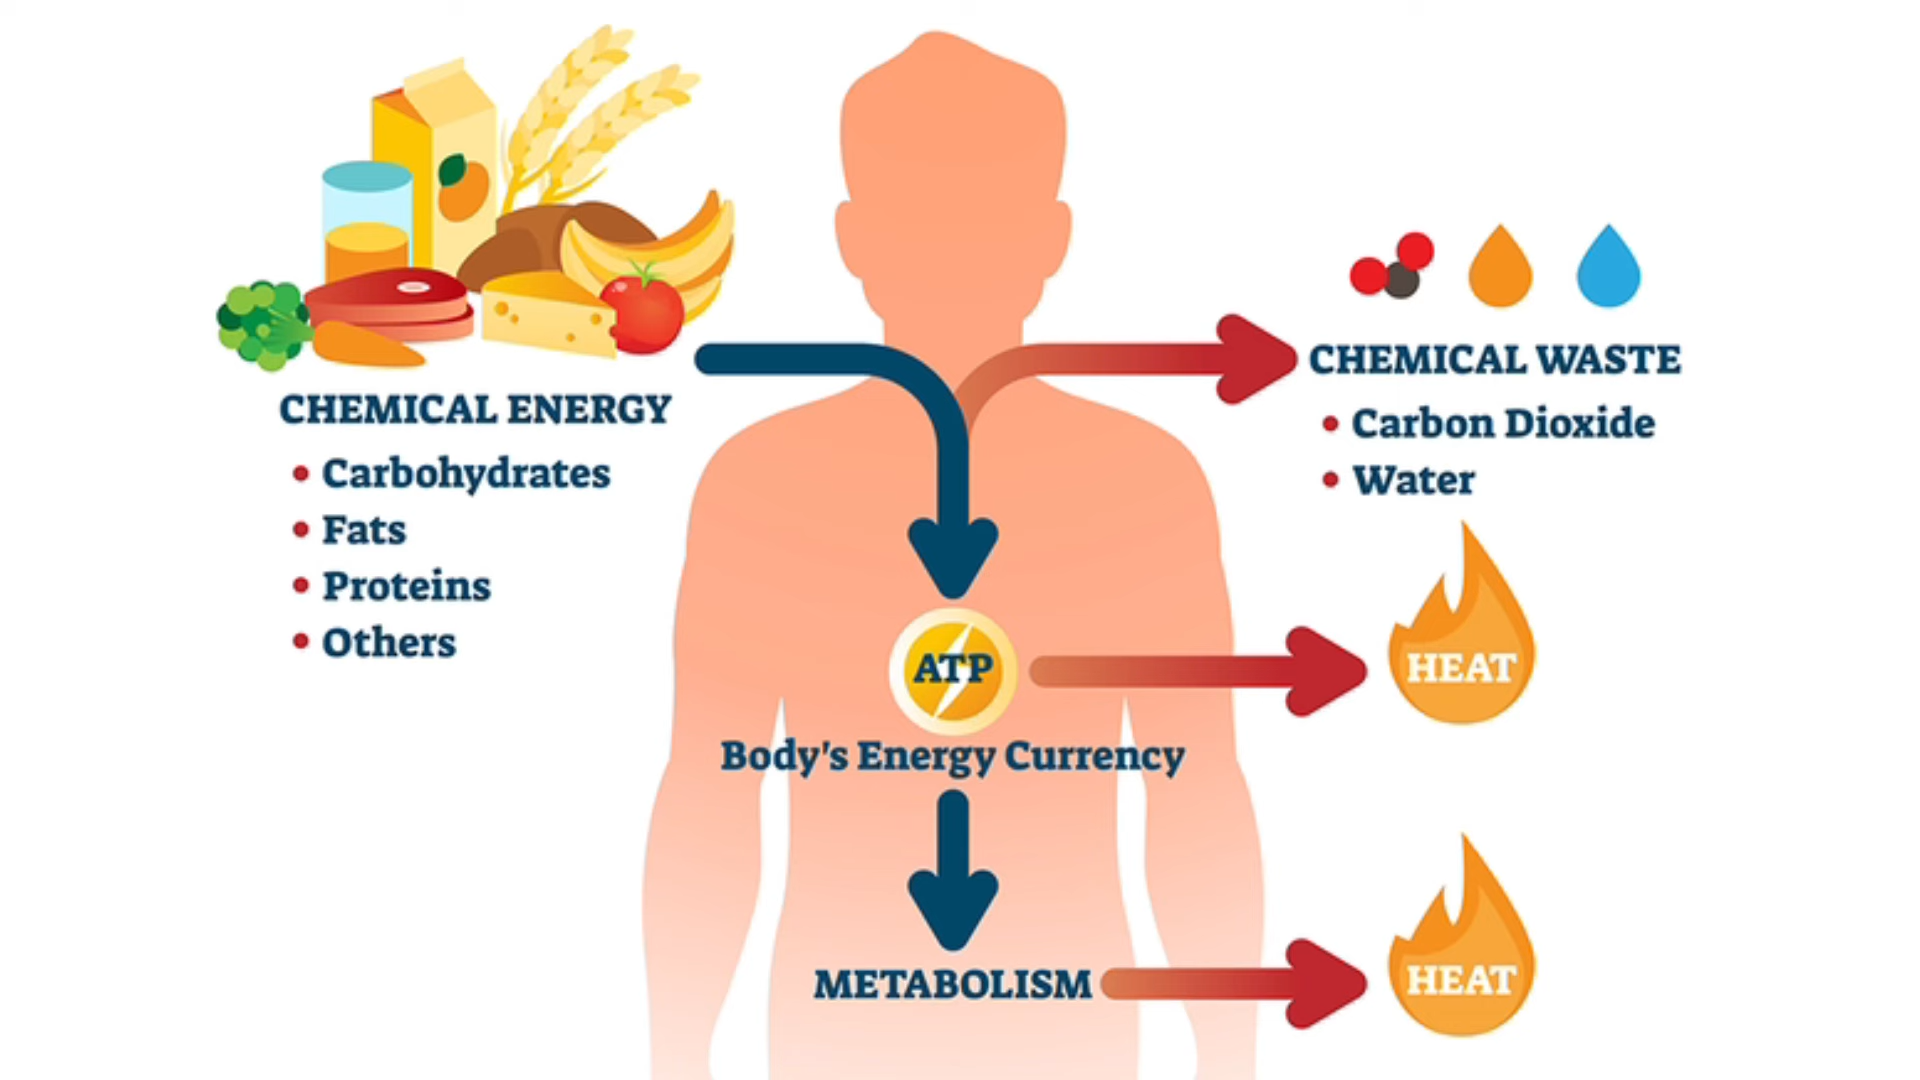 CHEMICAL ENERGY
• Carbohydrates
• Fats
• Proteins
• Others
CHEMICAL WASTE
• Carbon Dioxide
• Water
ATP
Body's Energy Currency
HEAT
METABOLISM
HEAT